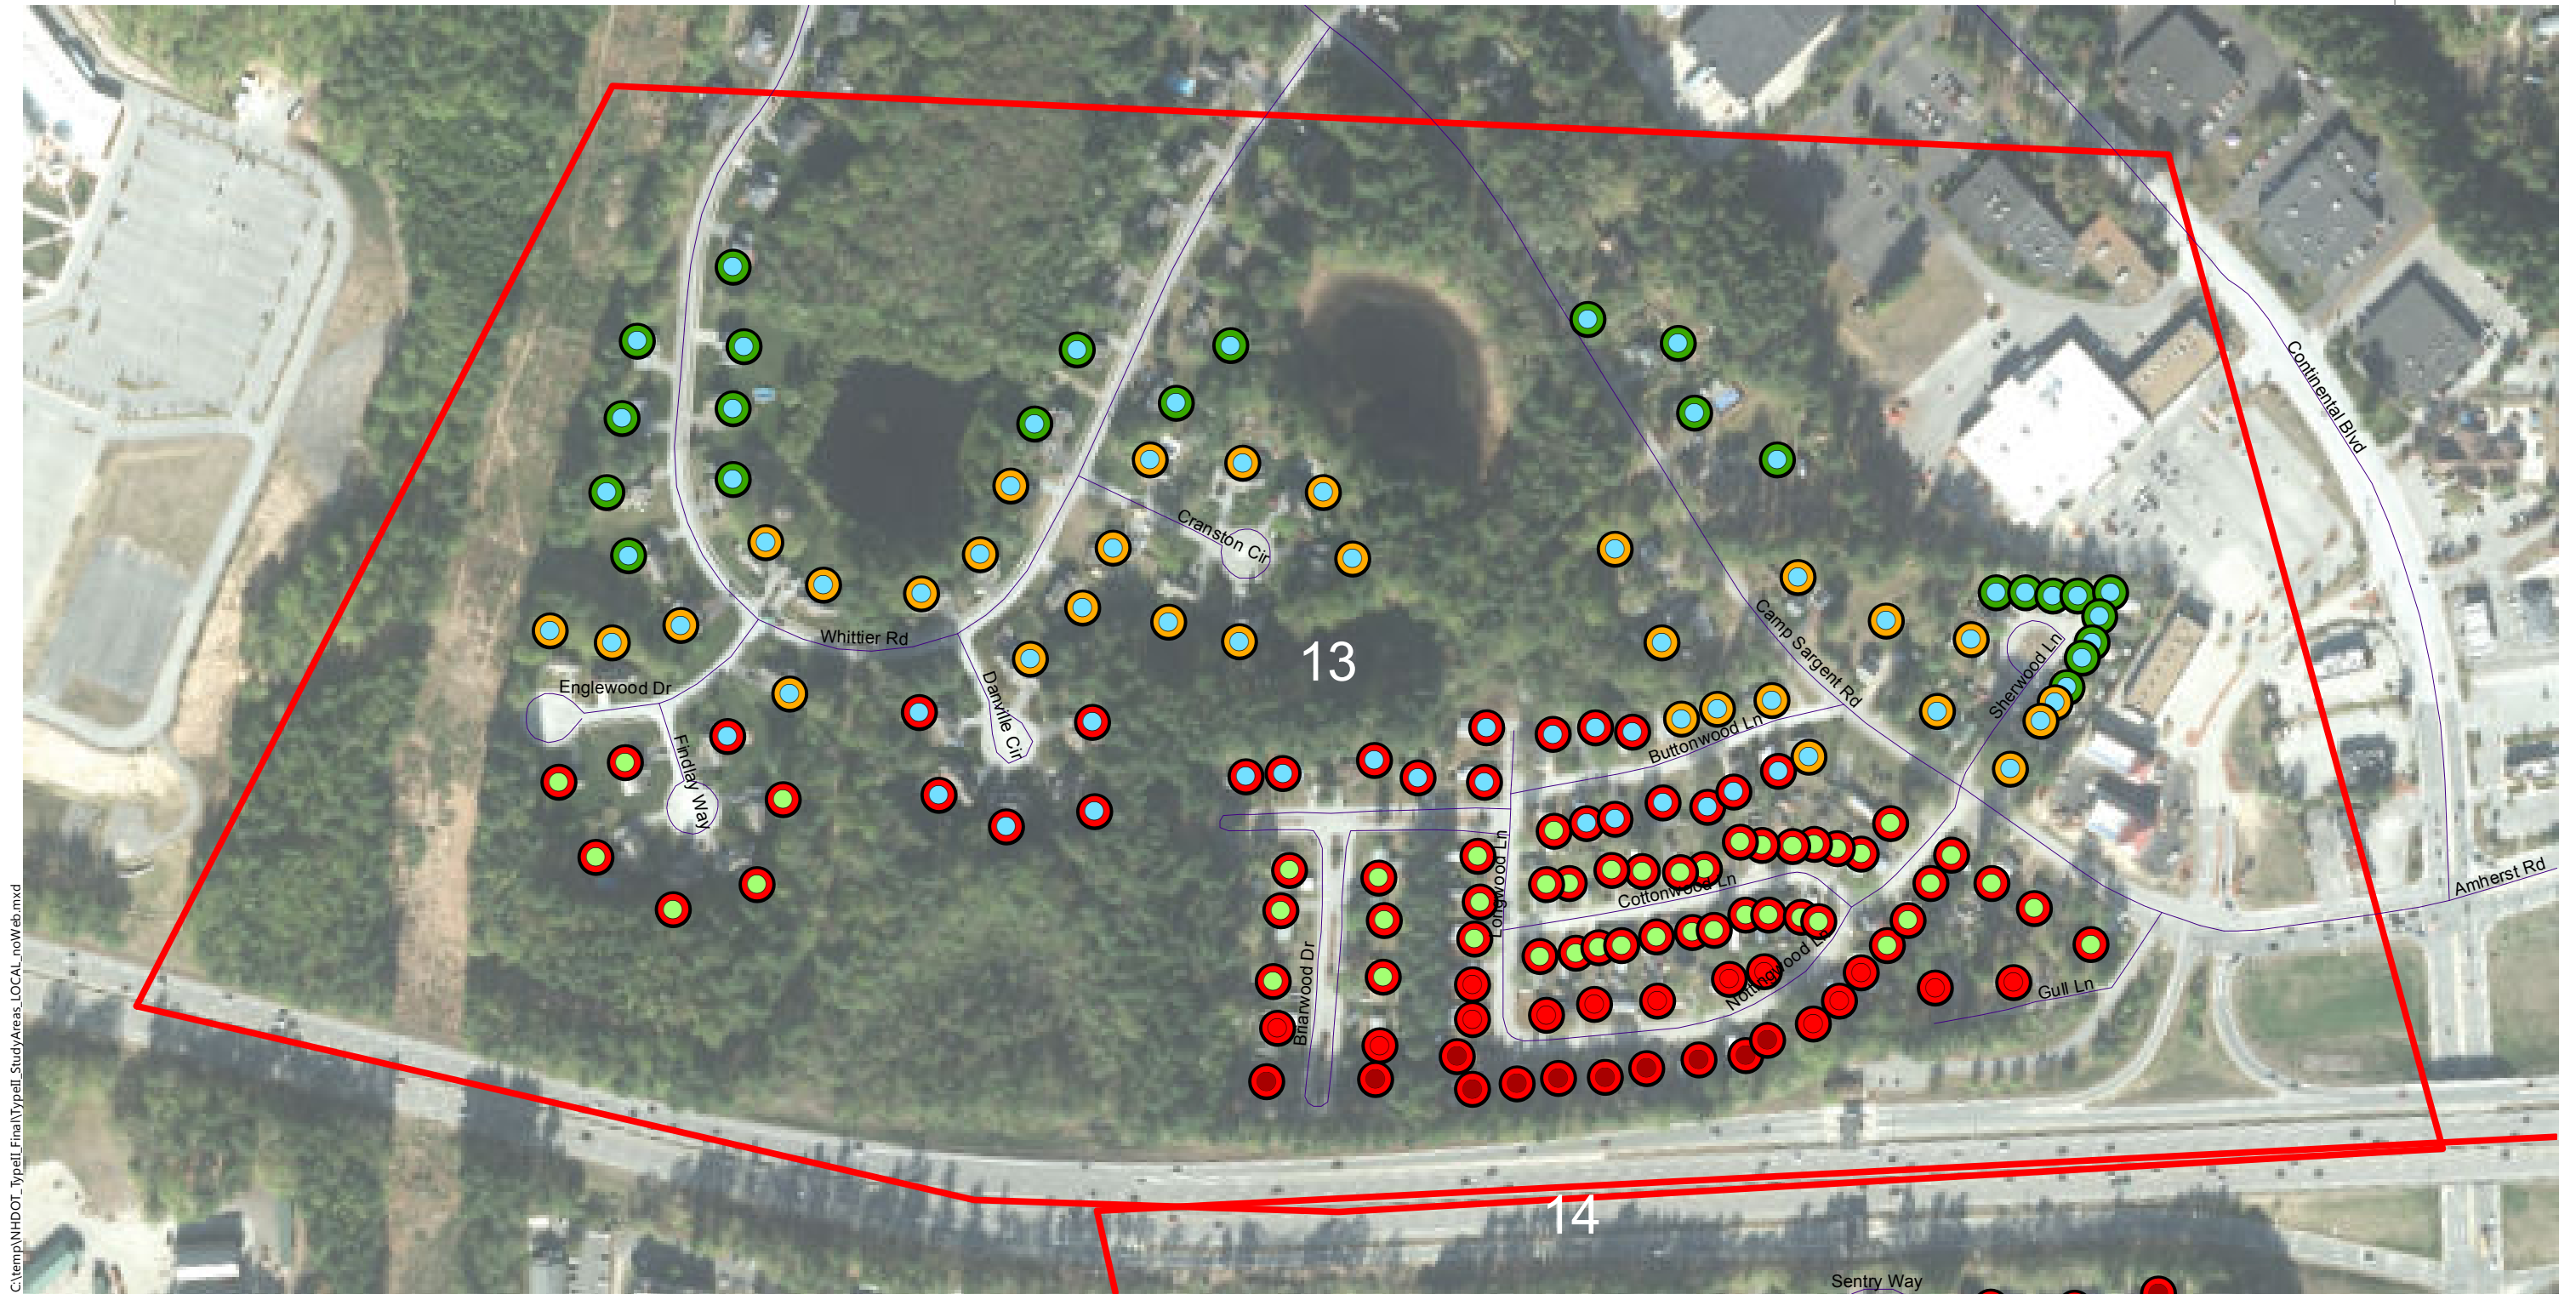 Continental Blvd
Cranston Cir
Whittier Rd
Camp Sargent Rd
13
Sherwood Ln
Englewood Dr
Danville Cir
Findlay Way
Buttonwood Ln
Longwood Ln
Cottonwood Ln
Amherst Rd
Nottingwood Ln
Briarwood Dr
Gull Ln
14
Sentry Way
C:\temp\NHDOT_TypeII_Final\TypeII_StudyAreas_LOCAL_noWeb.mxd